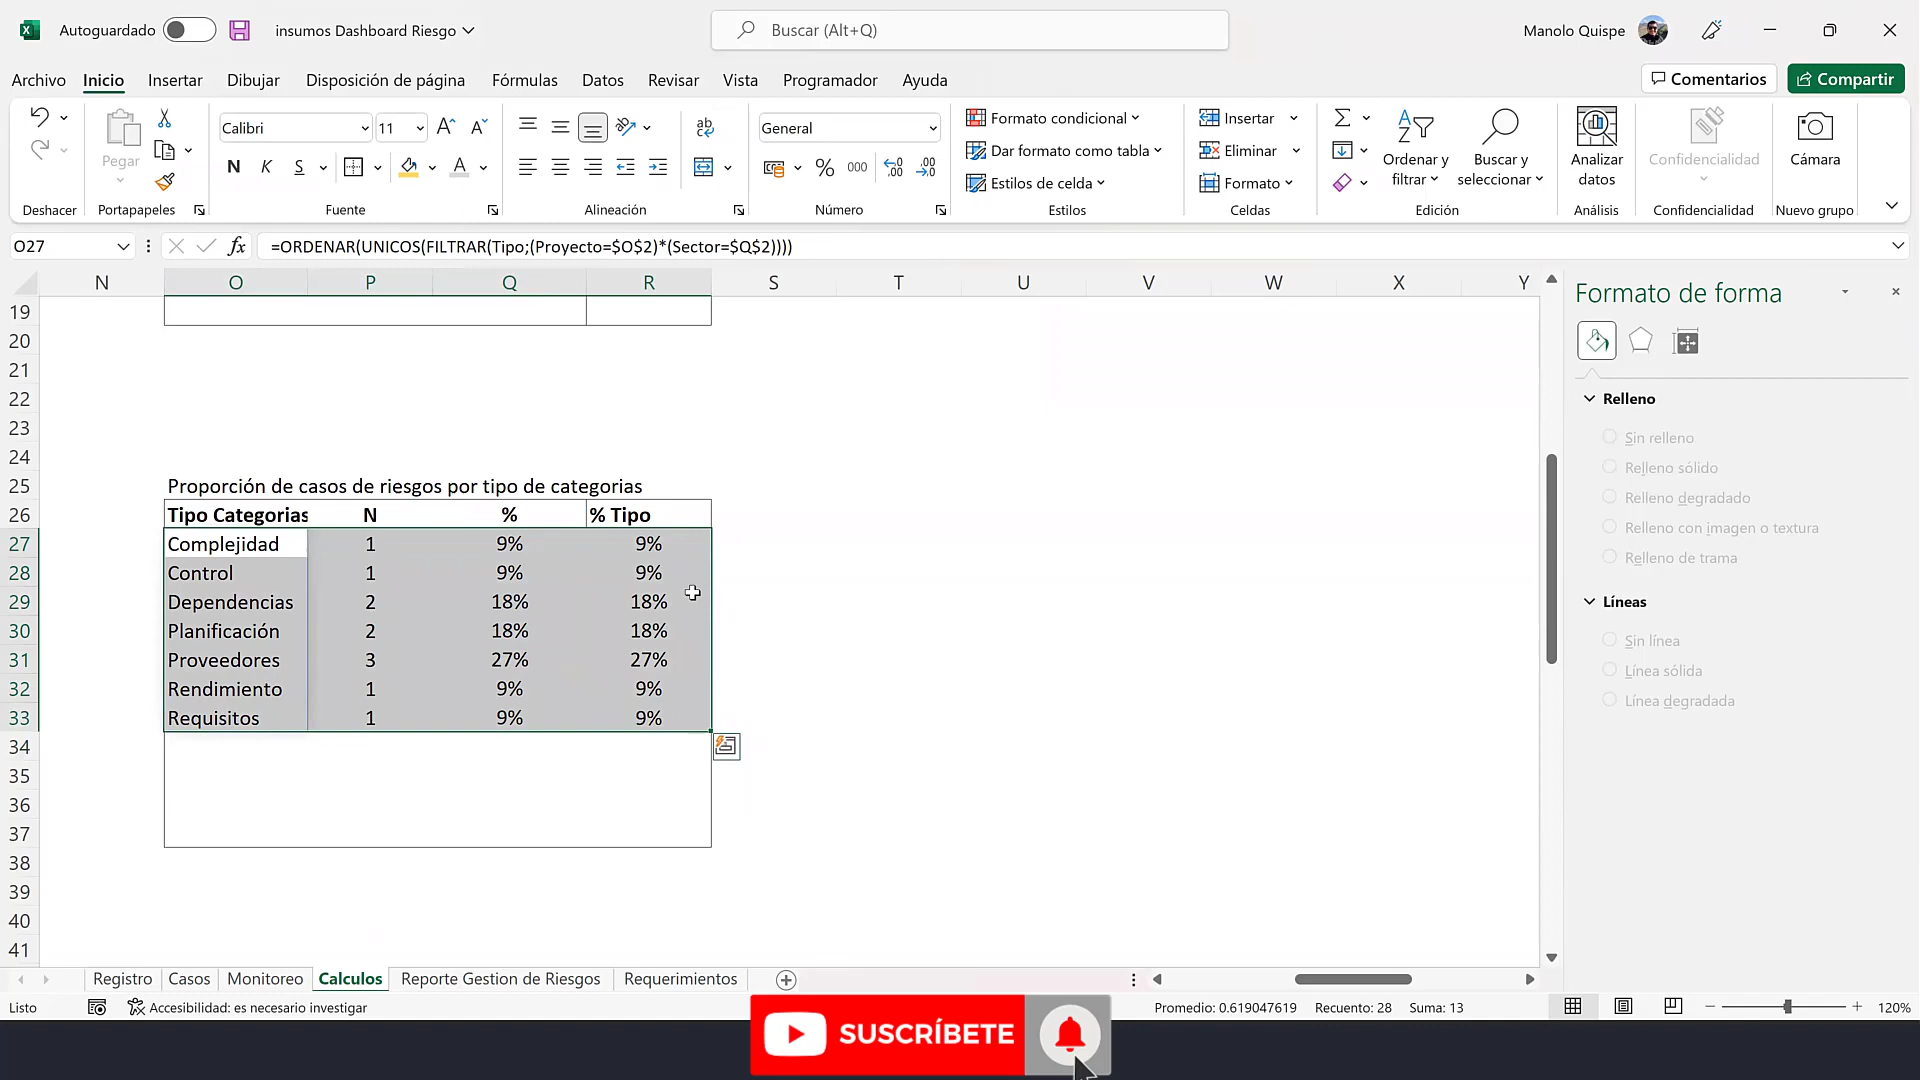 Autoguardado
insumos Dashboard Riesgo
Buscar (Alt+Q)
Manolo Quispe
Archivo Inicio Insertar Dibujar Disposición de página Fórmulas Datos Revisar Vista Programador Ayuda
Comentarios
Compartir
Pegar
Calibri 11
N K S
ab
General
% 000
Formato condicional
Dar formato como tabla
Estilos de celda
Insertar
Eliminar
Formato
Ordenar y filtrar
Buscar y seleccionar
Analizar datos
Confidencialidad
Cámara
Deshacer Portapapeles Fuente Alineación Número Estilos Celdas Edición Análisis Confidencialidad Nuevo grupo
O27 fx =ORDENAR(UNICOS(FILTRAR(Tipo;(Proyecto=$O$2)*(Sector=$Q$2))))
N O P Q R S T U V W X Y
19
20
21
22
23
24
25 Proporción de casos de riesgos por tipo de categorias
26 Tipo Categorias N % % Tipo
27 Complejidad 1 9% 9%
28 Control 1 9% 9%
29 Dependencias 2 18% 18%
30 Planificación 2 18% 18%
31 Proveedores 3 27% 27%
32 Rendimiento 1 9% 9%
33 Requisitos 1 9% 9%
34
35
36
37
38
39
40
41
Formato de forma
Relleno
Sin relleno
Relleno sólido
Relleno degradado
Relleno con imagen o textura
Relleno de trama
Líneas
Sin línea
Línea sólida
Línea degradada
Registro Casos Monitoreo Calculos Reporte Gestion de Riesgos Requerimientos
Listo
Accesibilidad: es necesario investigar
Promedio: 0.619047619 Recuento: 28 Suma: 13
120%
SUSCRÍBETE